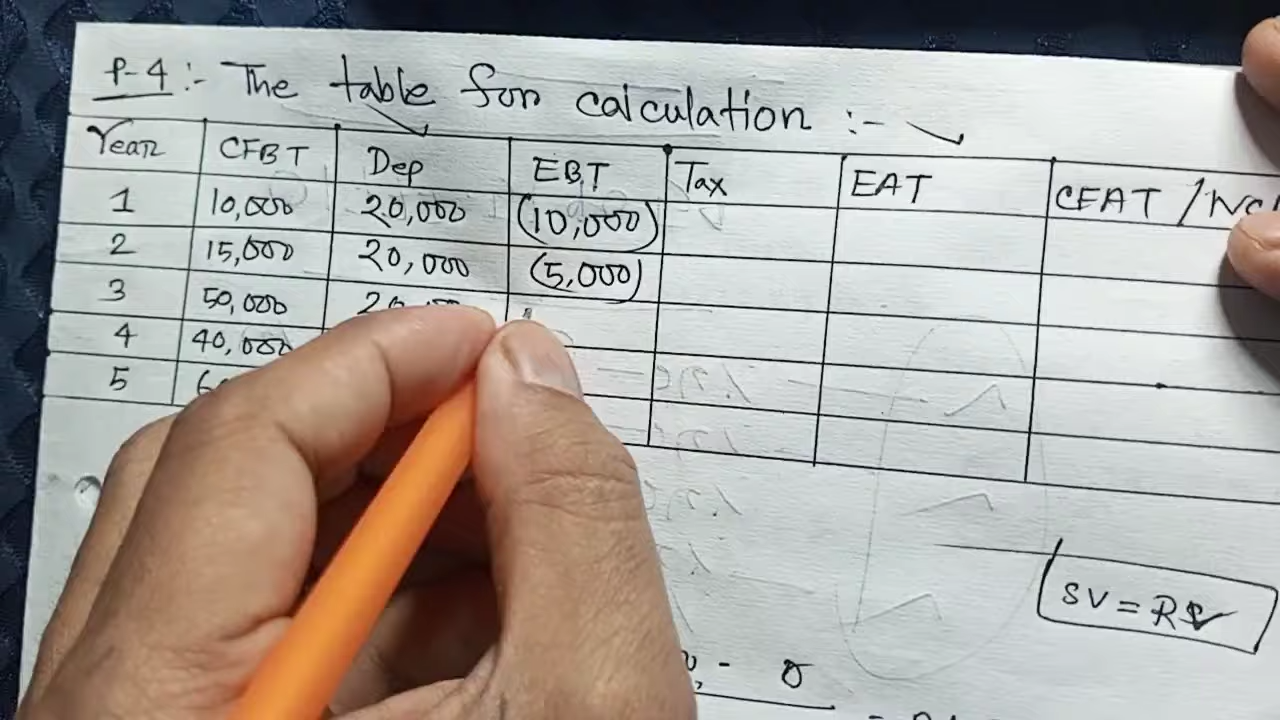 P-4:- The table for calculation :-
Year CFBT Dep EBT Tax EAT CFAT /
1 10,000 20,000 (10,000)
2 15,000 20,000 (5,000)
3 50,000
4 40,000
5
SV = RS